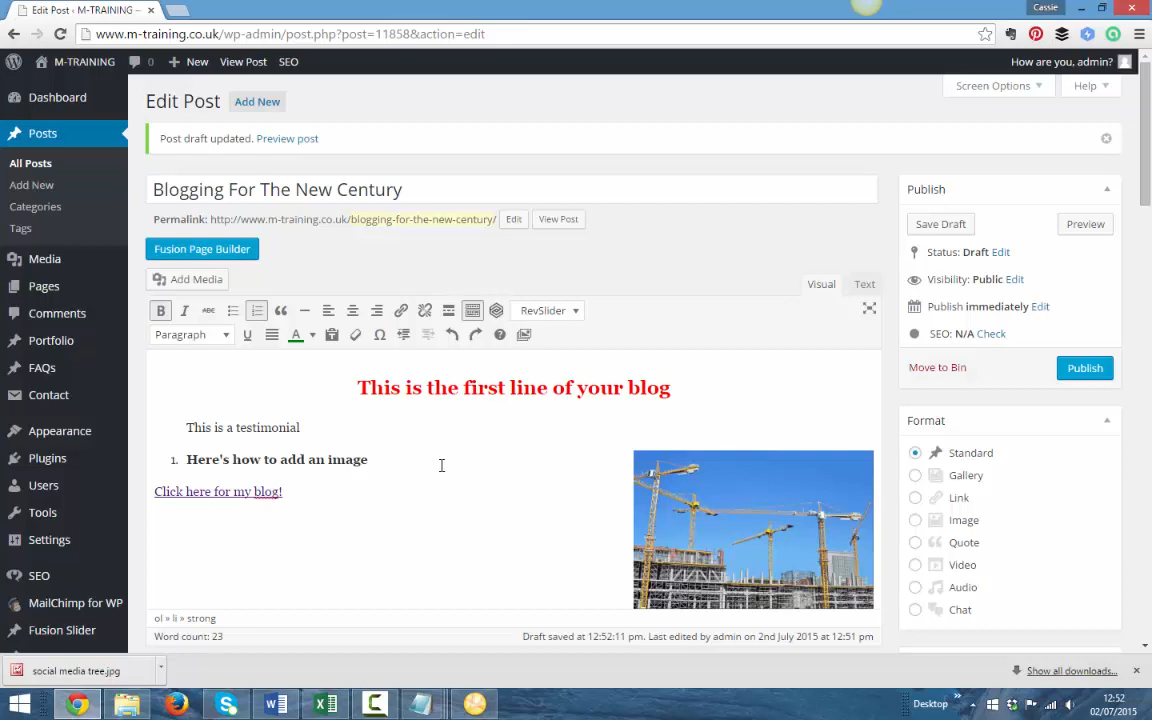 Edit Post ‹ M-TRAINING —
Cassie
www.m-training.co.uk/wp-admin/post.php?post=11858&action=edit
M-TRAINING
0
New
View Post
SEO
How are you, admin?
Dashboard
Posts
All Posts
Add New
Categories
Tags
Media
Pages
Comments
Portfolio
FAQs
Contact
Appearance
Plugins
Users
Tools
Settings
SEO
MailChimp for WP
Fusion Slider
Screen Options
Help
Edit Post
Add New
Post draft updated. Preview post
Blogging For The New Century
Permalink: http://www.m-training.co.uk/blogging-for-the-new-century/
Edit
View Post
Fusion Page Builder
Add Media
Visual
Text
B
I
ABC
RevSlider
Paragraph
U
A
Ω
This is the first line of your blog
This is a testimonial
1. Here's how to add an image
Click here for my blog!
ol » li » strong
Word count: 23
Draft saved at 12:52:11 pm. Last edited by admin on 2nd July 2015 at 12:51 pm
Publish
Save Draft
Preview
Status: Draft Edit
Visibility: Public Edit
Publish immediately Edit
SEO: N/A Check
Move to Bin
Publish
Format
Standard
Gallery
Link
Image
Quote
Video
Audio
Chat
social media tree.jpg
Show all downloads...
Desktop
12:52
02/07/2015